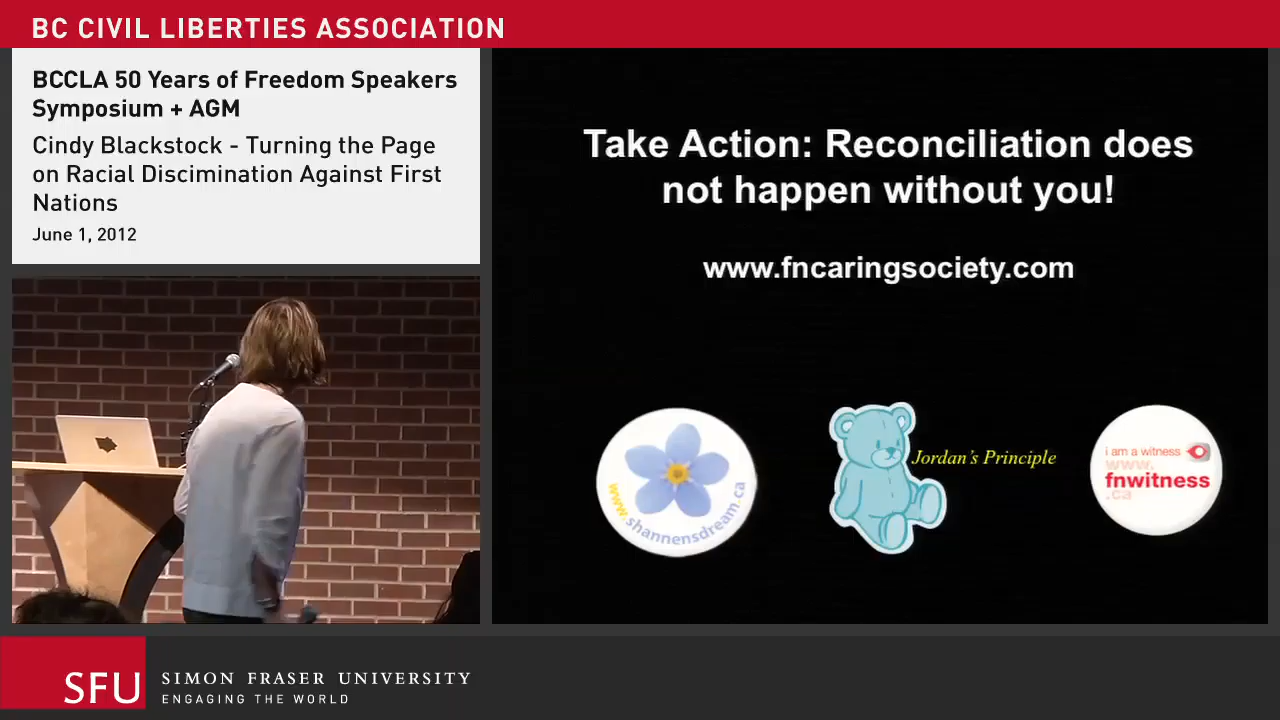 BC CIVIL LIBERTIES ASSOCIATION
BCCLA 50 Years of Freedom Speakers
Symposium + AGM
Cindy Blackstock - Turning the Page
on Racial Discimination Against First
Nations
June 1, 2012
Take Action: Reconciliation does
not happen without you!
www.fncaringsociety.com
www.shannensdream.ca
Jordan's Principle
i am a witness
www.
fnwitness
.ca
SFU
SIMON FRASER UNIVERSITY
ENGAGING THE WORLD